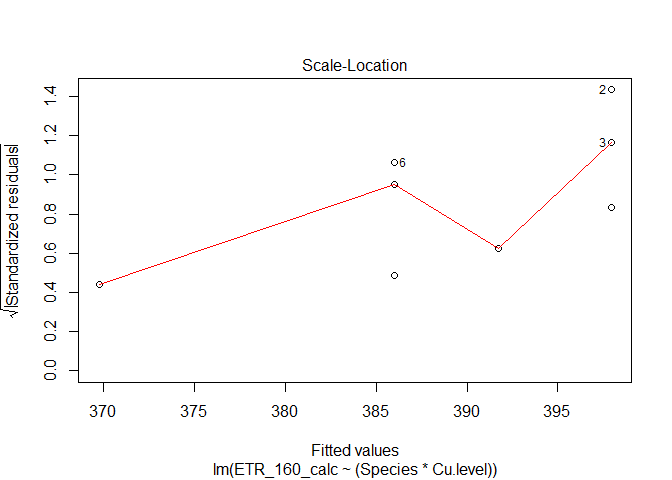 Scale-Location
√|Standardized residuals|
0.0 0.2 0.4 0.6 0.8 1.0 1.2 1.4
2
3
6
370 375 380 385 390 395
Fitted values
lm(ETR_160_calc ~ (Species * Cu.level))